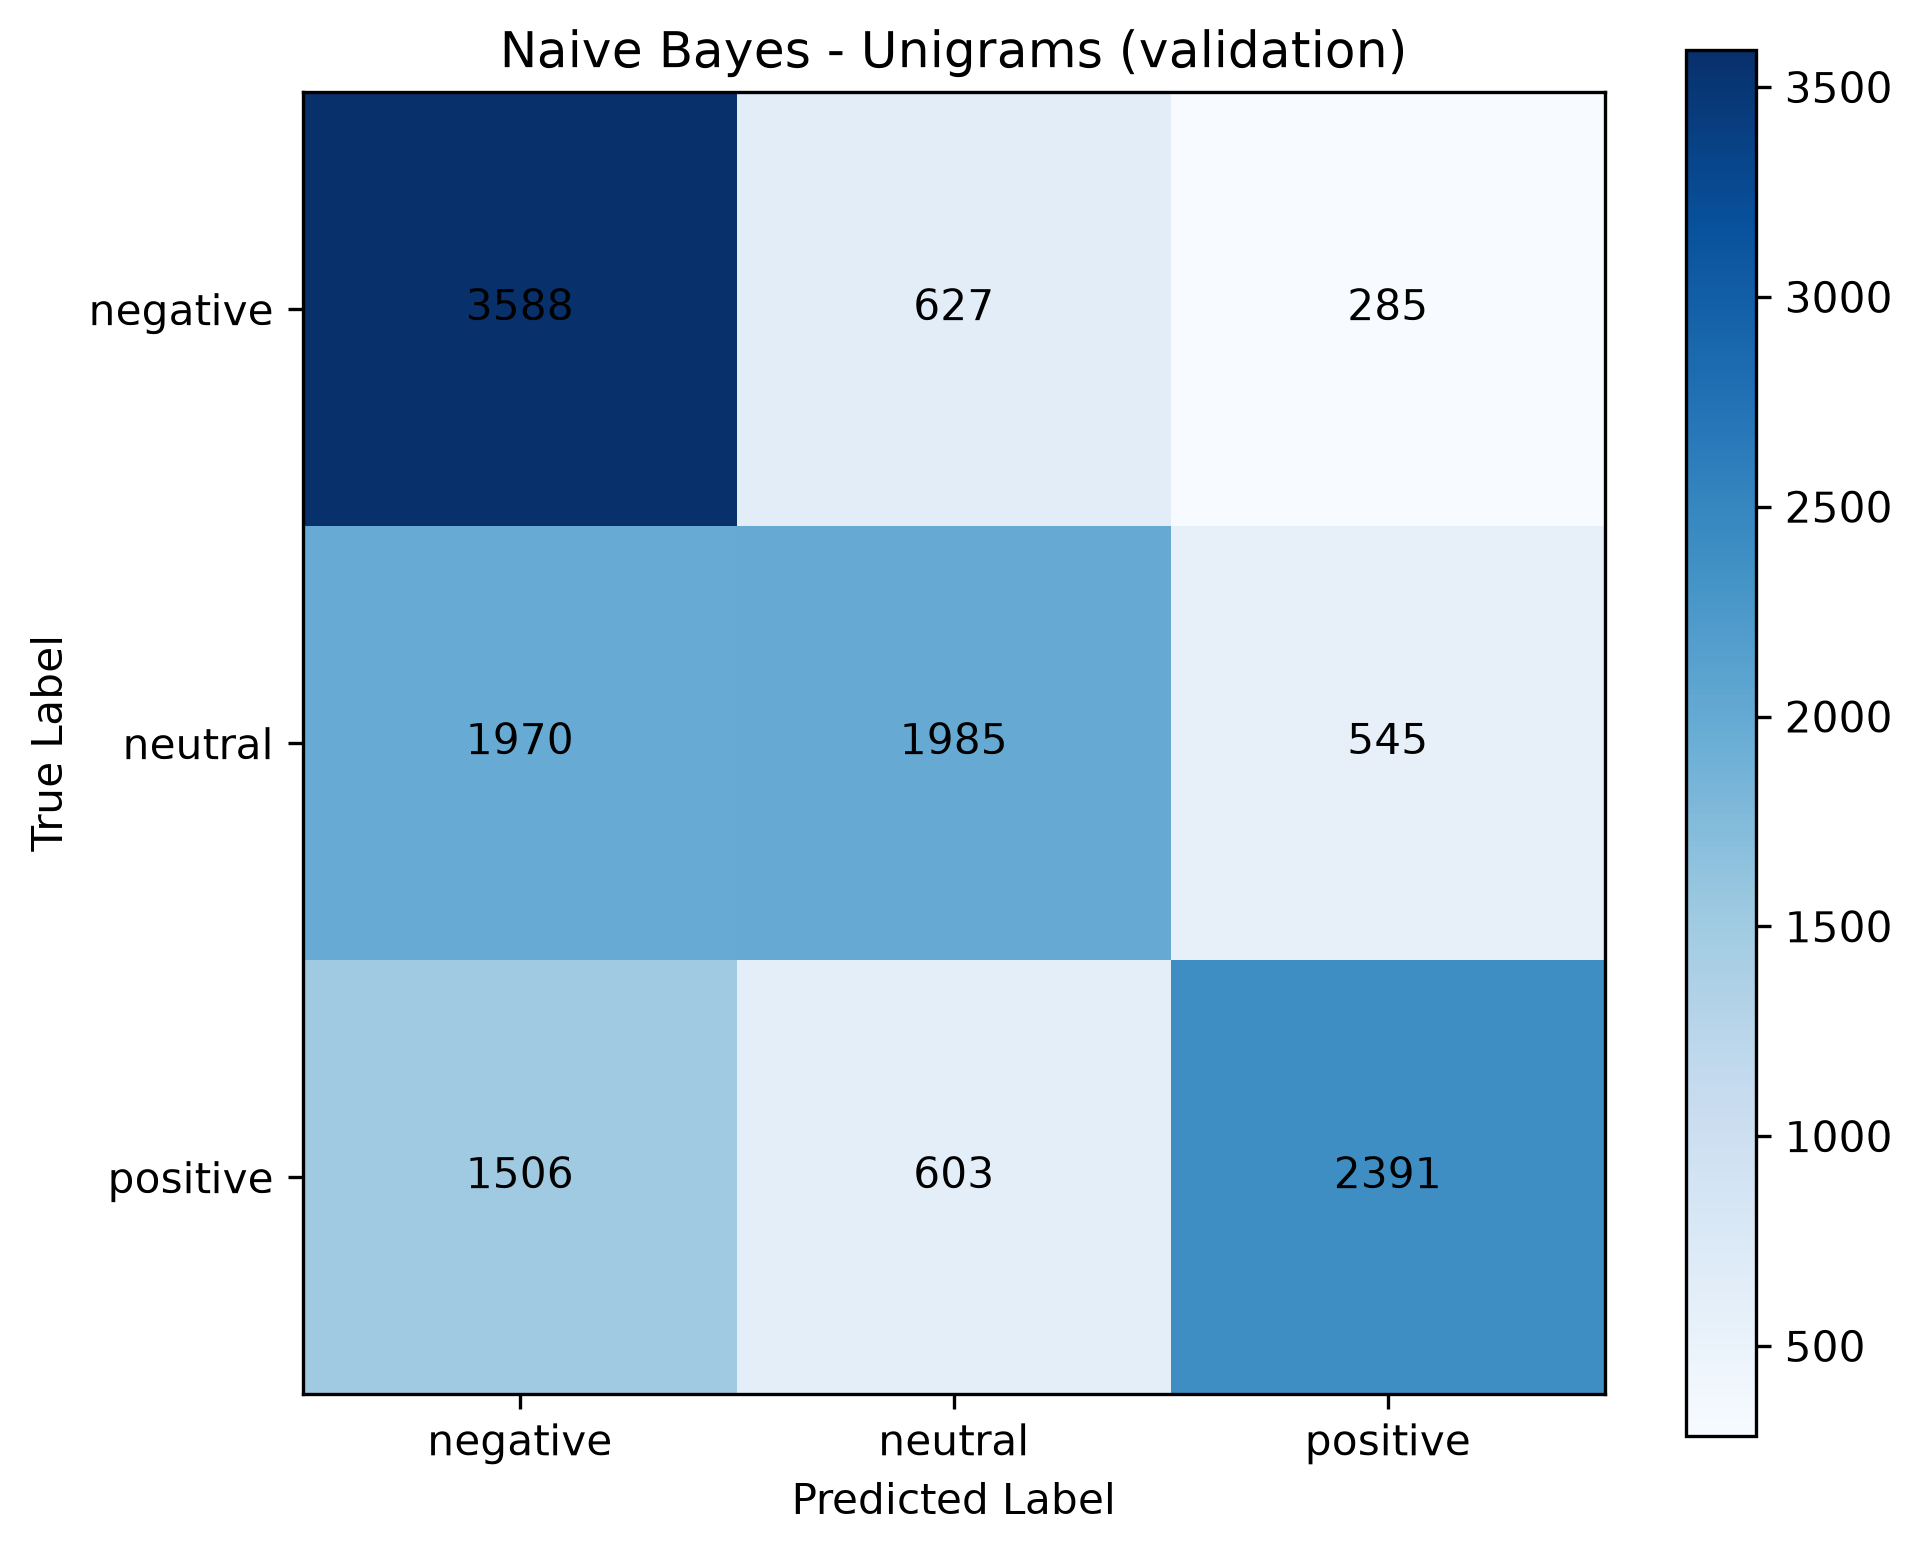 Naive Bayes - Unigrams (validation)
negative
3588
627
285
neutral
1970
1985
545
positive
1506
603
2391
negative
neutral
positive
Predicted Label
True Label
3500
3000
2500
2000
1500
1000
500